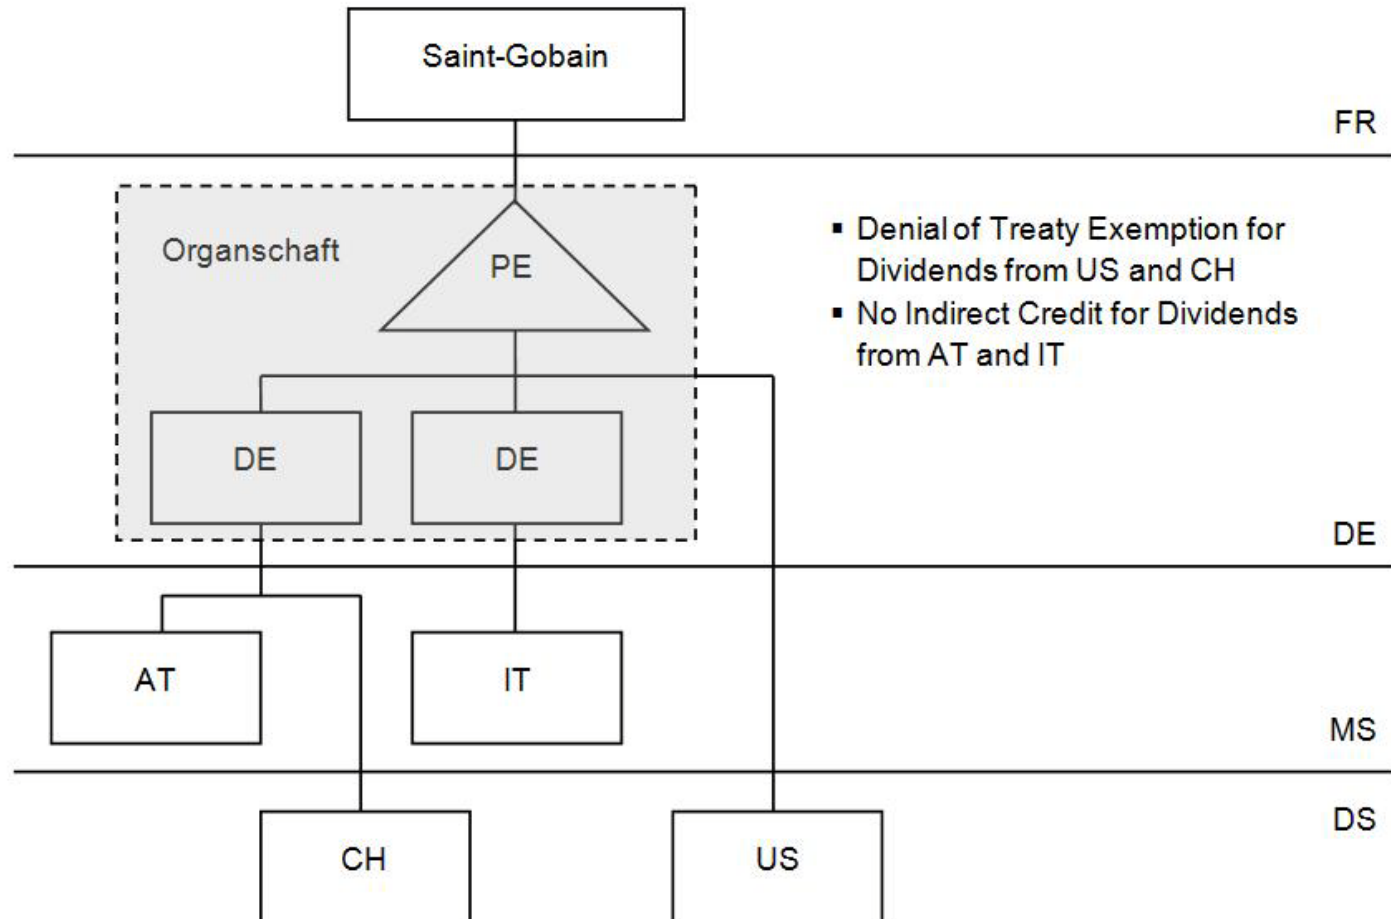 Saint-Gobain
FR
Organschaft
PE
▪ Denial of Treaty Exemption for
Dividends from US and CH
▪ No Indirect Credit for Dividends
from AT and IT
DE
DE
DE
AT
IT
MS
DS
CH
US